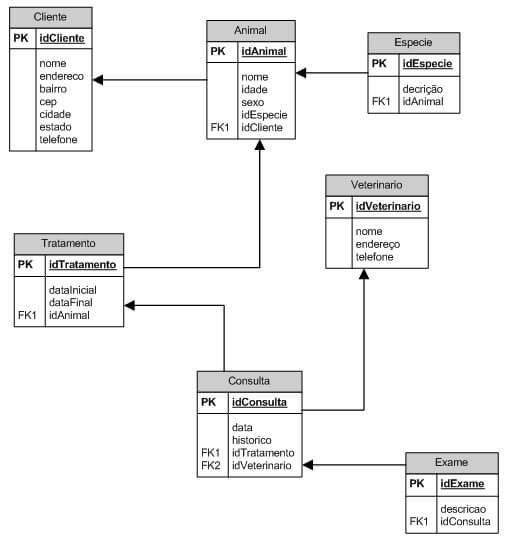 Cliente
PK idCliente
nome
endereco
bairro
cep
cidade
estado
telefone
Animal
PK idAnimal
nome
idade
sexo
idEspecie
FK1 idCliente
Especie
PK idEspecie
decrição
FK1 idAnimal
Veterinario
PK idVeterinario
nome
endereço
telefone
Tratamento
PK idTratamento
dataInicial
dataFinal
FK1 idAnimal
Consulta
PK idConsulta
data
historico
FK1 idTratamento
FK2 idVeterinario
Exame
PK idExame
descricao
FK1 idConsulta